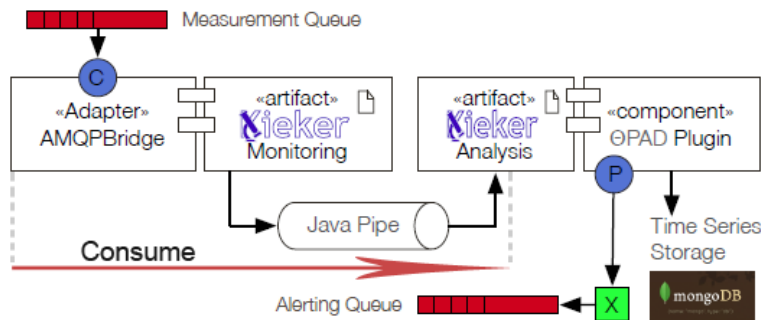 Measurement Queue
C
«Adapter»
AMQPBridge
«artifact»
Kieker
Monitoring
«artifact»
Kieker
Analysis
«component»
ΘPAD Plugin
P
Java Pipe
Consume
Time Series
Storage
mongoDB
Alerting Queue
X